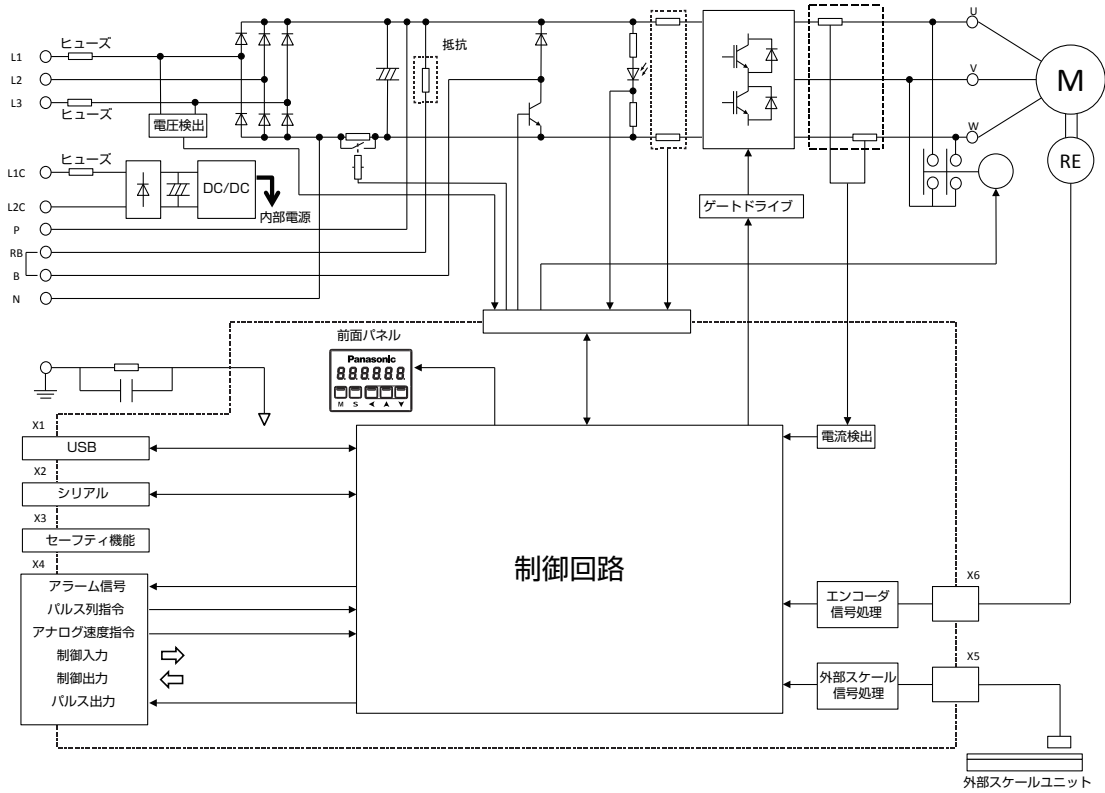 ヒューズ
L1
L2
L3
ヒューズ
電圧検出
抵抗
U
V
W
M
RE
ヒューズ
L1C
L2C
DC/DC
内部電源
P
RB
B
N
ゲートドライブ
前面パネル
Panasonic
8.8.8.8.8.8.
M S
電流検出
X1
USB
X2
シリアル
X3
セーフティ機能
X4
アラーム信号
パルス列指令
アナログ速度指令
制御入力
制御出力
パルス出力
制御回路
エンコーダ
信号処理
X6
外部スケール
信号処理
X5
外部スケールユニット